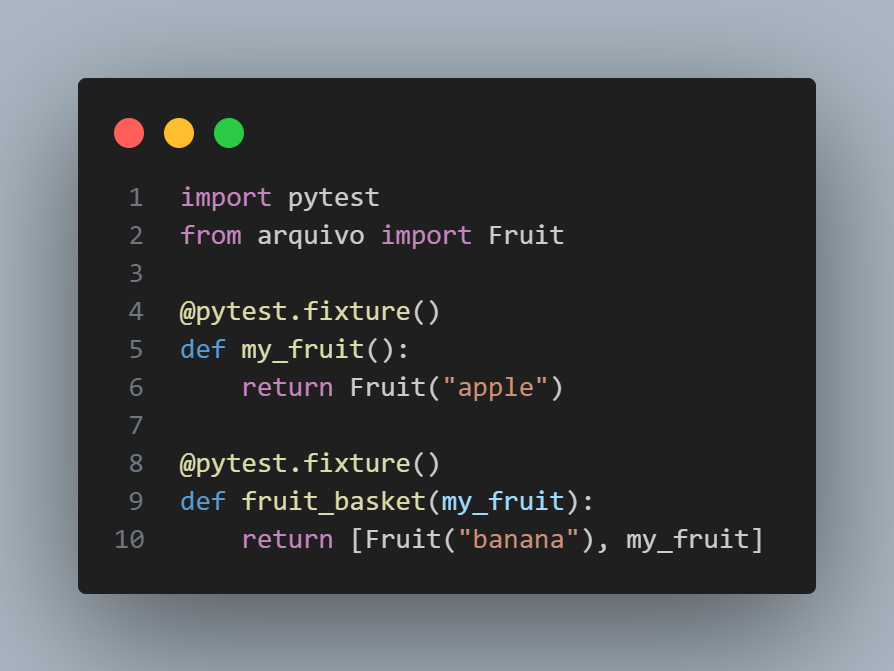 1 import pytest
2 from arquivo import Fruit
3
4 @pytest.fixture()
5 def my_fruit():
6     return Fruit("apple")
7
8 @pytest.fixture()
9 def fruit_basket(my_fruit):
10     return [Fruit("banana"), my_fruit]